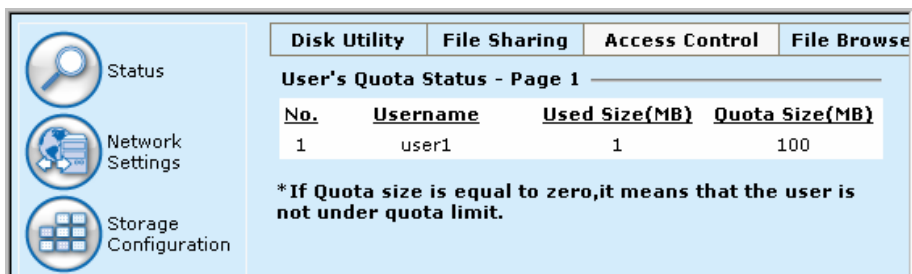 Status
Network
Settings
Storage
Configuration
Disk Utility File Sharing Access Control File Browse
User's Quota Status - Page 1
No. Username Used Size(MB) Quota Size(MB)
1 user1 1 100
*If Quota size is equal to zero,it means that the user is
not under quota limit.